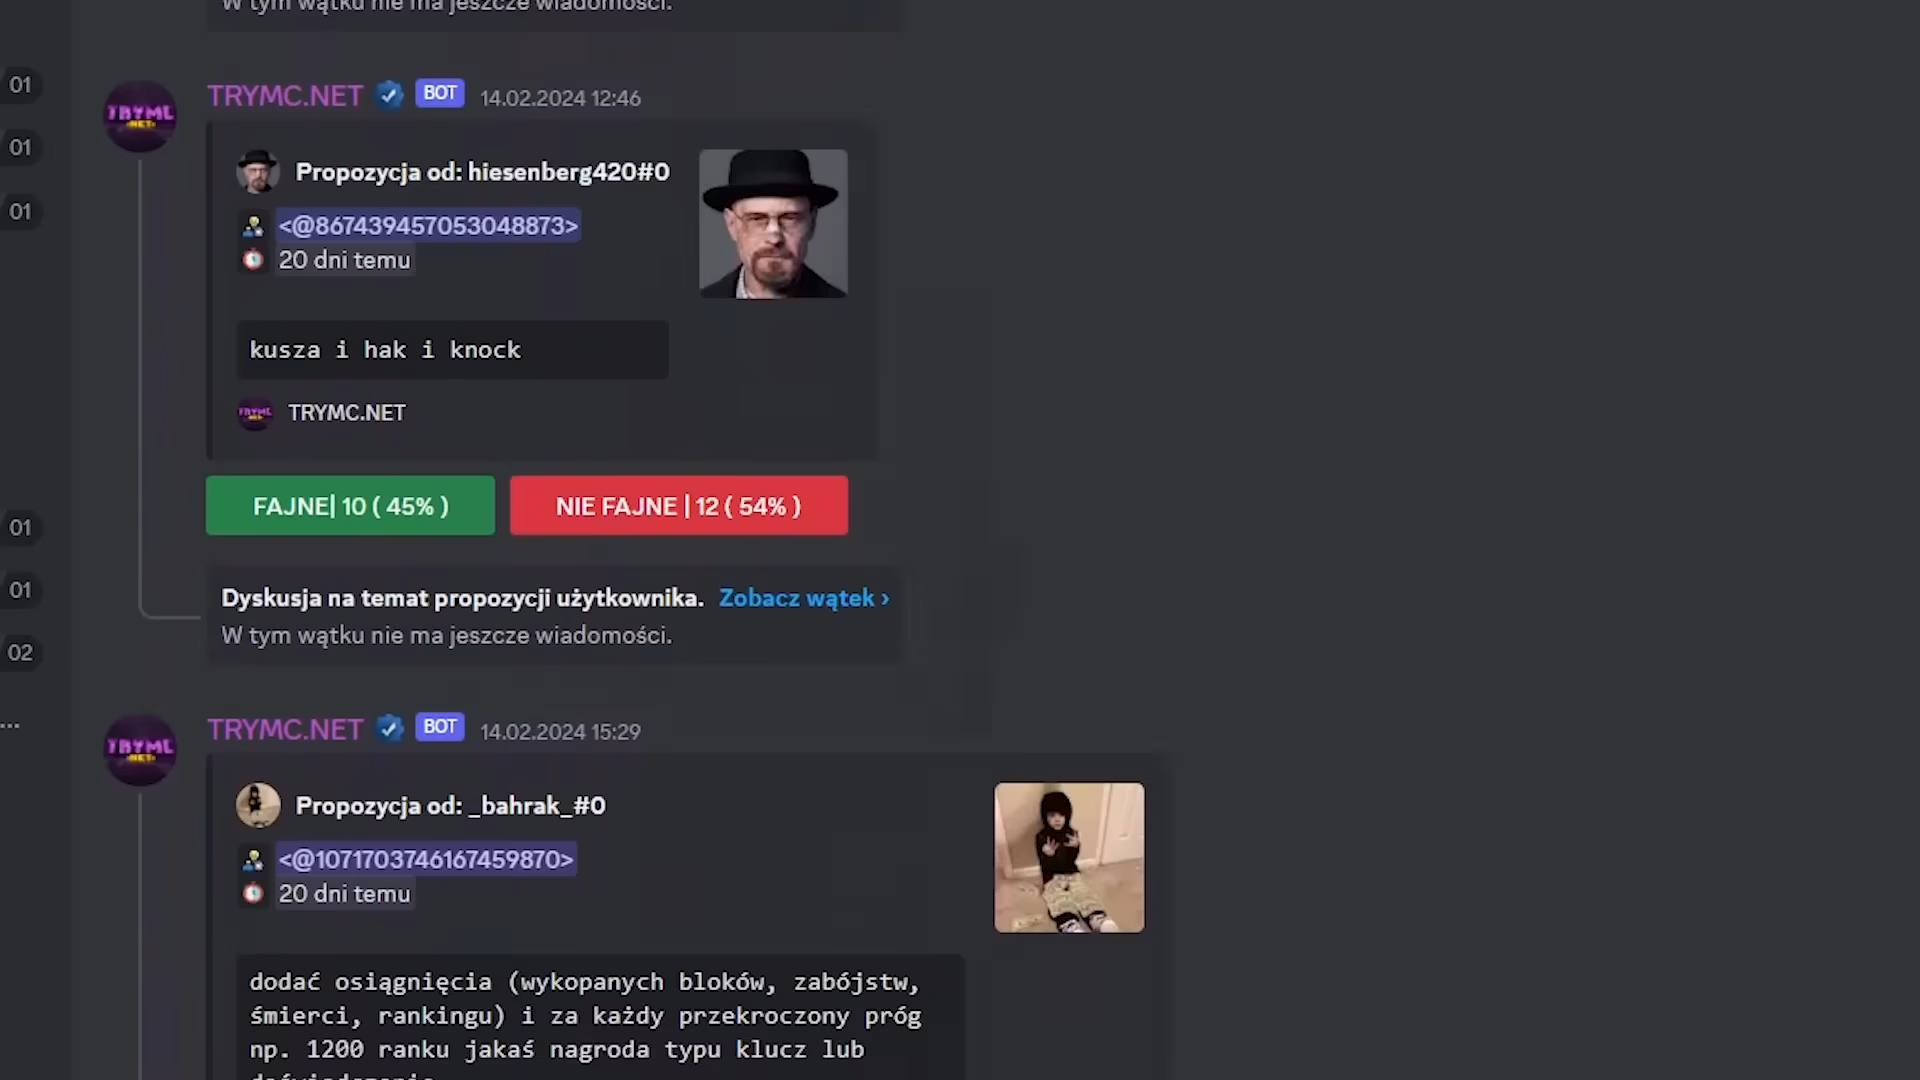 W tym wątku nie ma jeszcze wiadomości.
01
01
01
TRYMC.NET BOT 14.02.2024 12:46
TRYMC
NET
Propozycja od: hiesenberg420#0
<@867439457053048873>
20 dni temu
kusza i hak i knock
TRYMC.NET
FAJNE| 10 ( 45% )
NIE FAJNE | 12 ( 54% )
01
01
02
Dyskusja na temat propozycji użytkownika. Zobacz wątek ›
W tym wątku nie ma jeszcze wiadomości.
...
TRYMC.NET BOT 14.02.2024 15:29
TRYMC
NET
Propozycja od: _bahrak_#0
<@1071703746167459870>
20 dni temu
dodać osiągnięcia (wykopanych bloków, zabójstw,
śmierci, rankingu) i za każdy przekroczony próg
np. 1200 ranku jakaś nagroda typu klucz lub